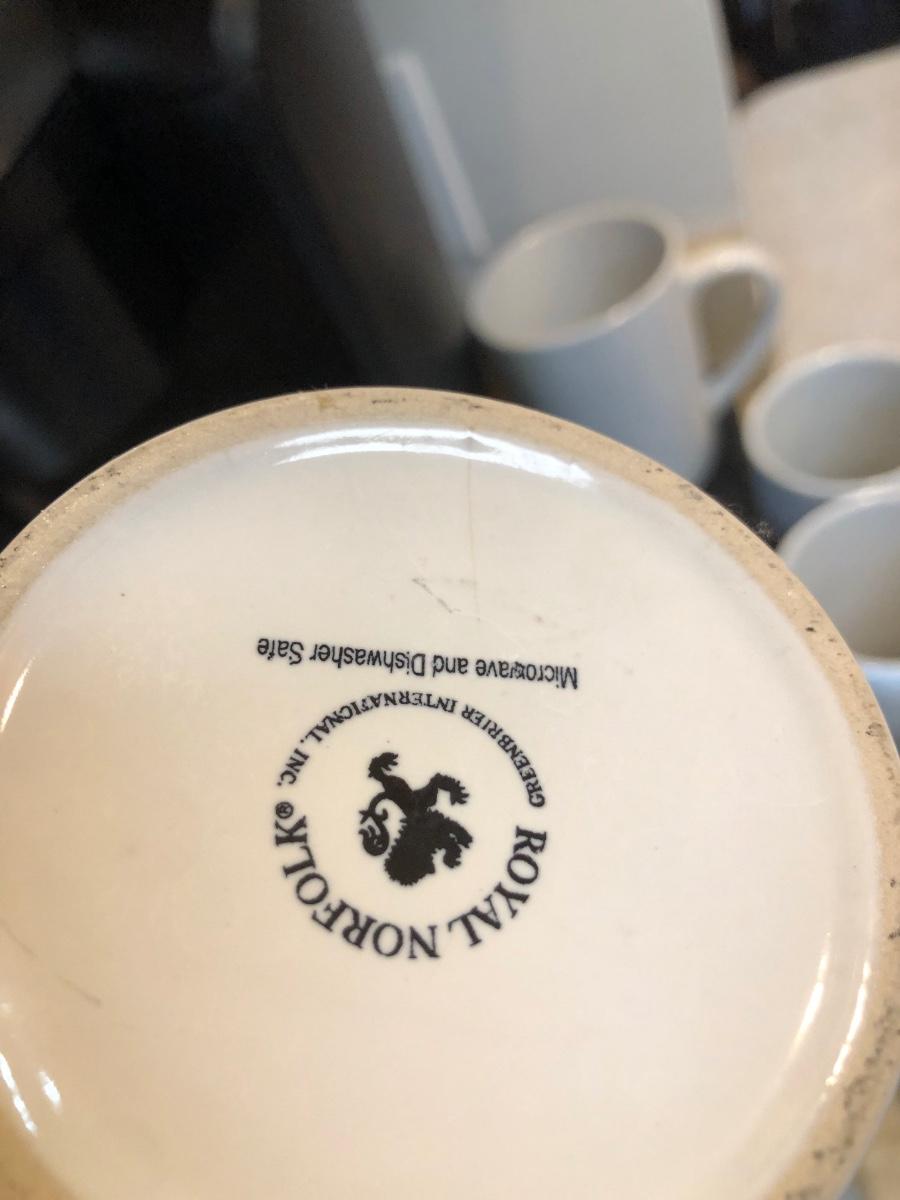 ROYAL NORFOLK®
GREENBRIER INTERNATIONAL, INC.
Microwave and Dishwasher Safe